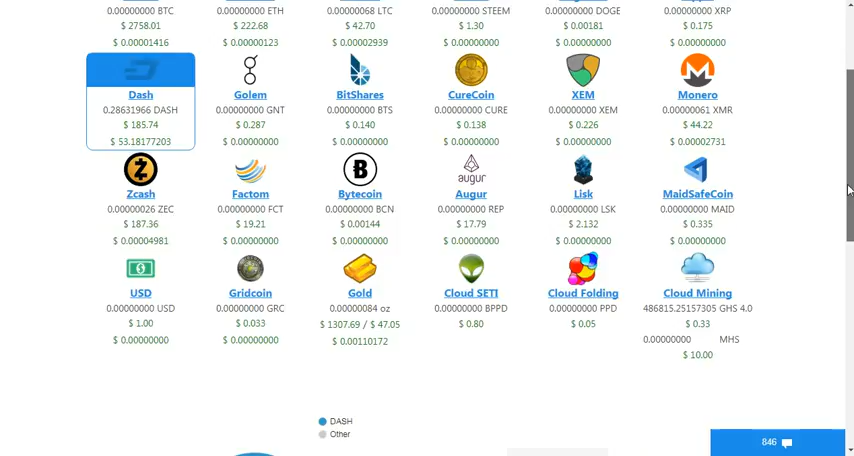 0.00000000 BTC 0.00000000 ETH 0.00000068 LTC 0.00000000 STEEM 0.00000000 DOGE 0.00000000 XRP
$ 2758.01 $ 222.68 $ 42.70 $ 1.30 $ 0.00181 $ 0.175
$ 0.00001416 $ 0.00000123 $ 0.00002939 $ 0.00000000 $ 0.00000000 $ 0.00000000
Dash Golem BitShares CureCoin XEM Monero
0.28631966 DASH 0.00000000 GNT 0.00000000 BTS 0.00000000 CURE 0.00000000 XEM 0.00000061 XMR
$ 185.74 $ 0.287 $ 0.140 $ 0.138 $ 0.226 $ 44.22
$ 53.18177203 $ 0.00000000 $ 0.00000000 $ 0.00000000 $ 0.00000000 $ 0.00002731
augur
Zcash Factom Bytecoin Augur Lisk MaidSafeCoin
0.00000026 ZEC 0.00000000 FCT 0.00000000 BCN 0.00000000 REP 0.00000000 LSK 0.00000000 MAID
$ 187.36 $ 19.21 $ 0.00144 $ 17.79 $ 2.132 $ 0.335
$ 0.00004981 $ 0.00000000 $ 0.00000000 $ 0.00000000 $ 0.00000000 $ 0.00000000
USD Gridcoin Gold Cloud SETI Cloud Folding Cloud Mining
0.00000000 USD 0.00000000 GRC 0.00000084 oz 0.00000000 BPPD 0.00000000 PPD 486815.25157305 GHS 4.0
$ 1.00 $ 0.033 $ 1307.69 / $ 47.05 $ 0.80 $ 0.05 $ 0.33
$ 0.00000000 $ 0.00000000 $ 0.00110172 0.00000000 MHS
$ 10.00
DASH
Other
846